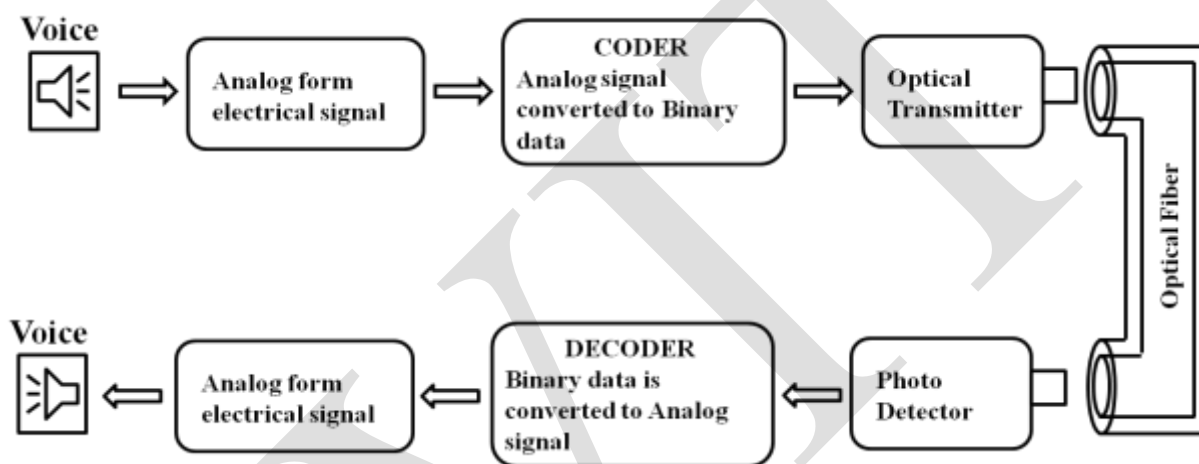 Voice
Analog form
electrical signal
CODER
Analog signal
converted to Binary
data
Optical
Transmitter
Optical Fiber
Voice
Analog form
electrical signal
DECODER
Binary data is
converted to Analog
signal
Photo
Detector